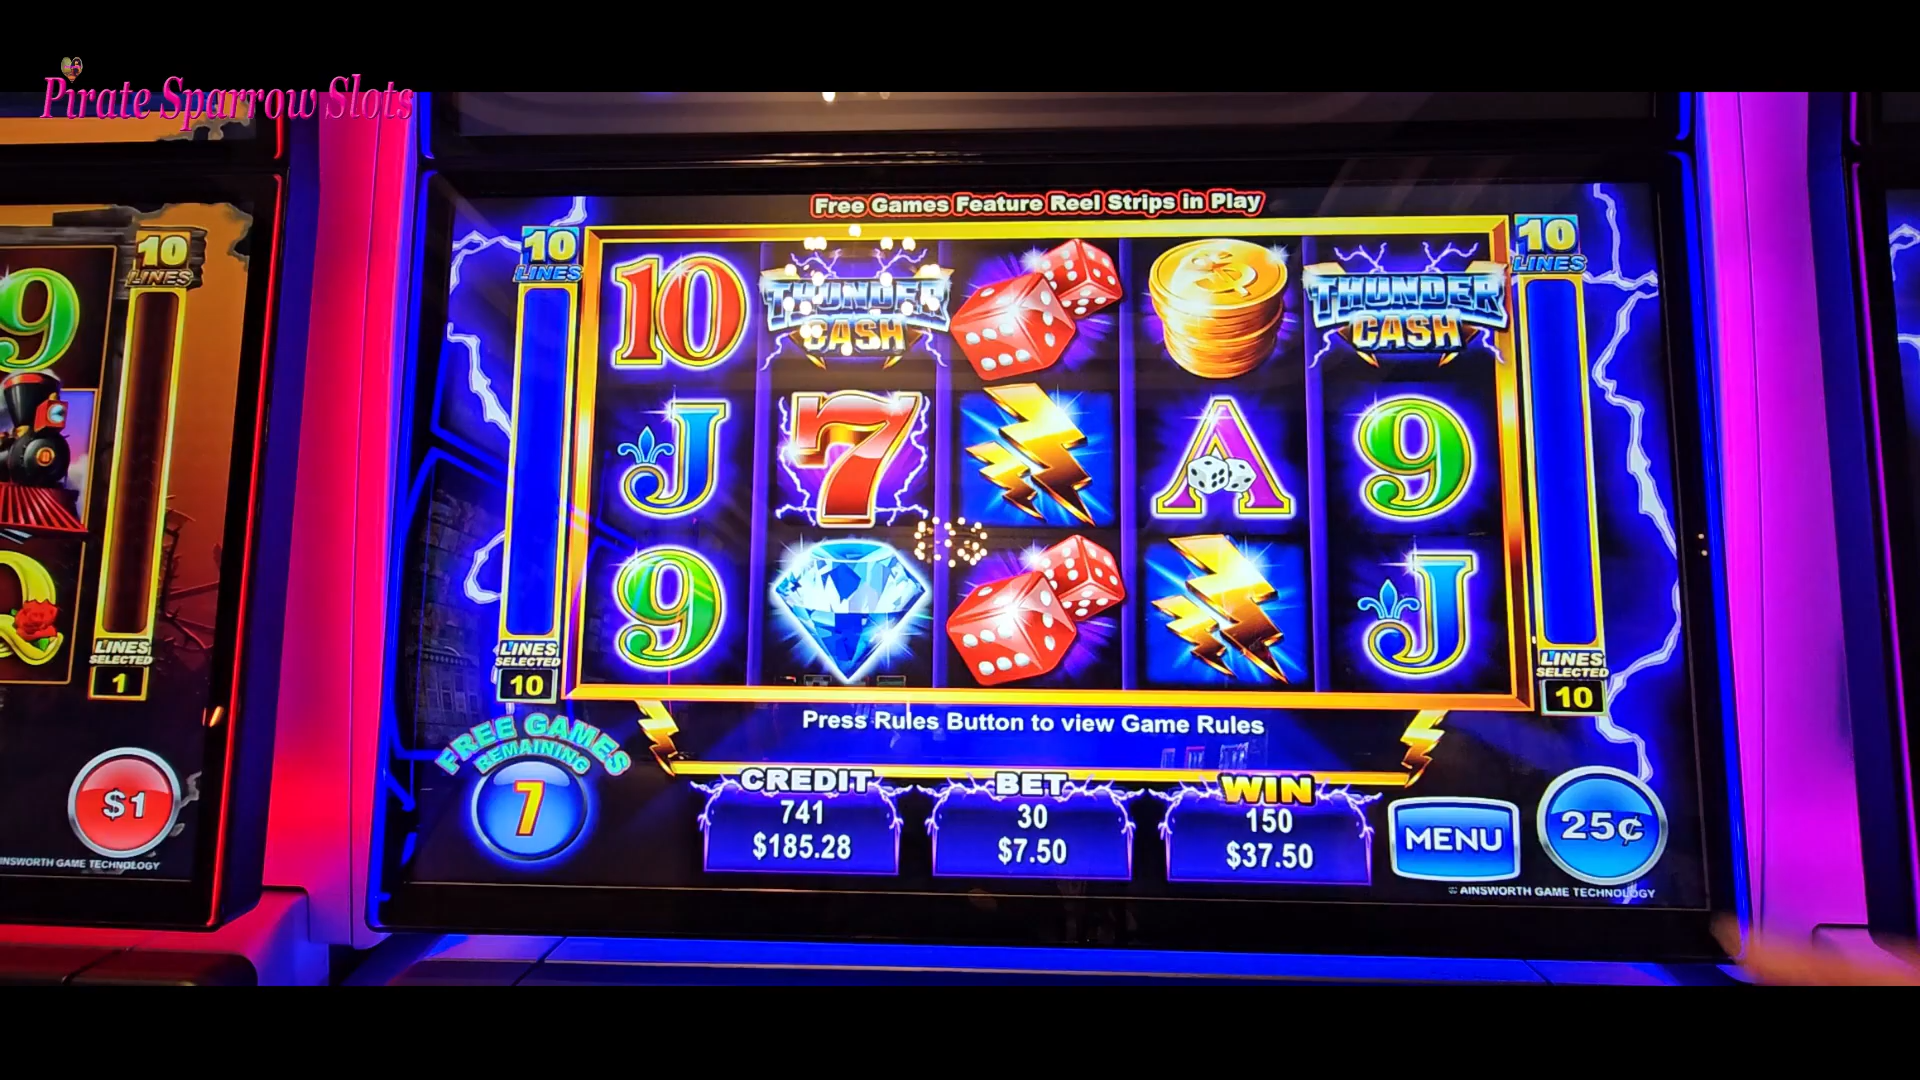 Pirate Sparrow Slots
Free Games Feature Reel Strips in Play
10
LINES
10
LINES
10
LINES
10
THUNDER
CASH
THUNDER
CASH
9
J
7
A
9
9
J
LINES
SELECTED
1
LINES
SELECTED
10
LINES
SELECTED
10
Press Rules Button to view Game Rules
FREE GAMES
REMAINING
7
CREDIT
741
$185.28
BET
30
$7.50
WIN
150
$37.50
MENU
25¢
$1
AINSWORTH GAME TECHNOLOGY
INSWORTH GAME TECHNOLOGY